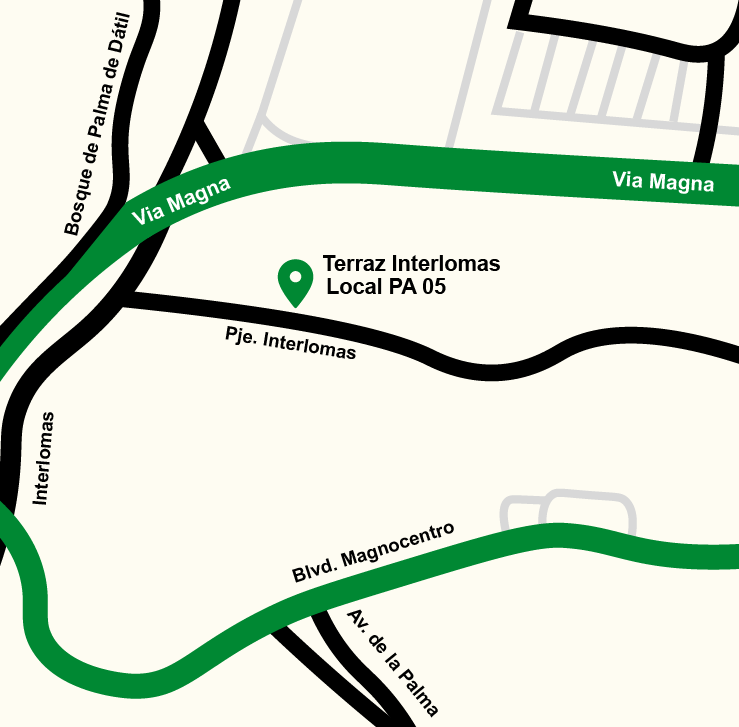 Bosque de Palma de Dátil
Via Magna
Via Magna
Terraz Interlomas
Local PA 05
Pje. Interlomas
Interlomas
Blvd. Magnocentro
Av. de la Palma